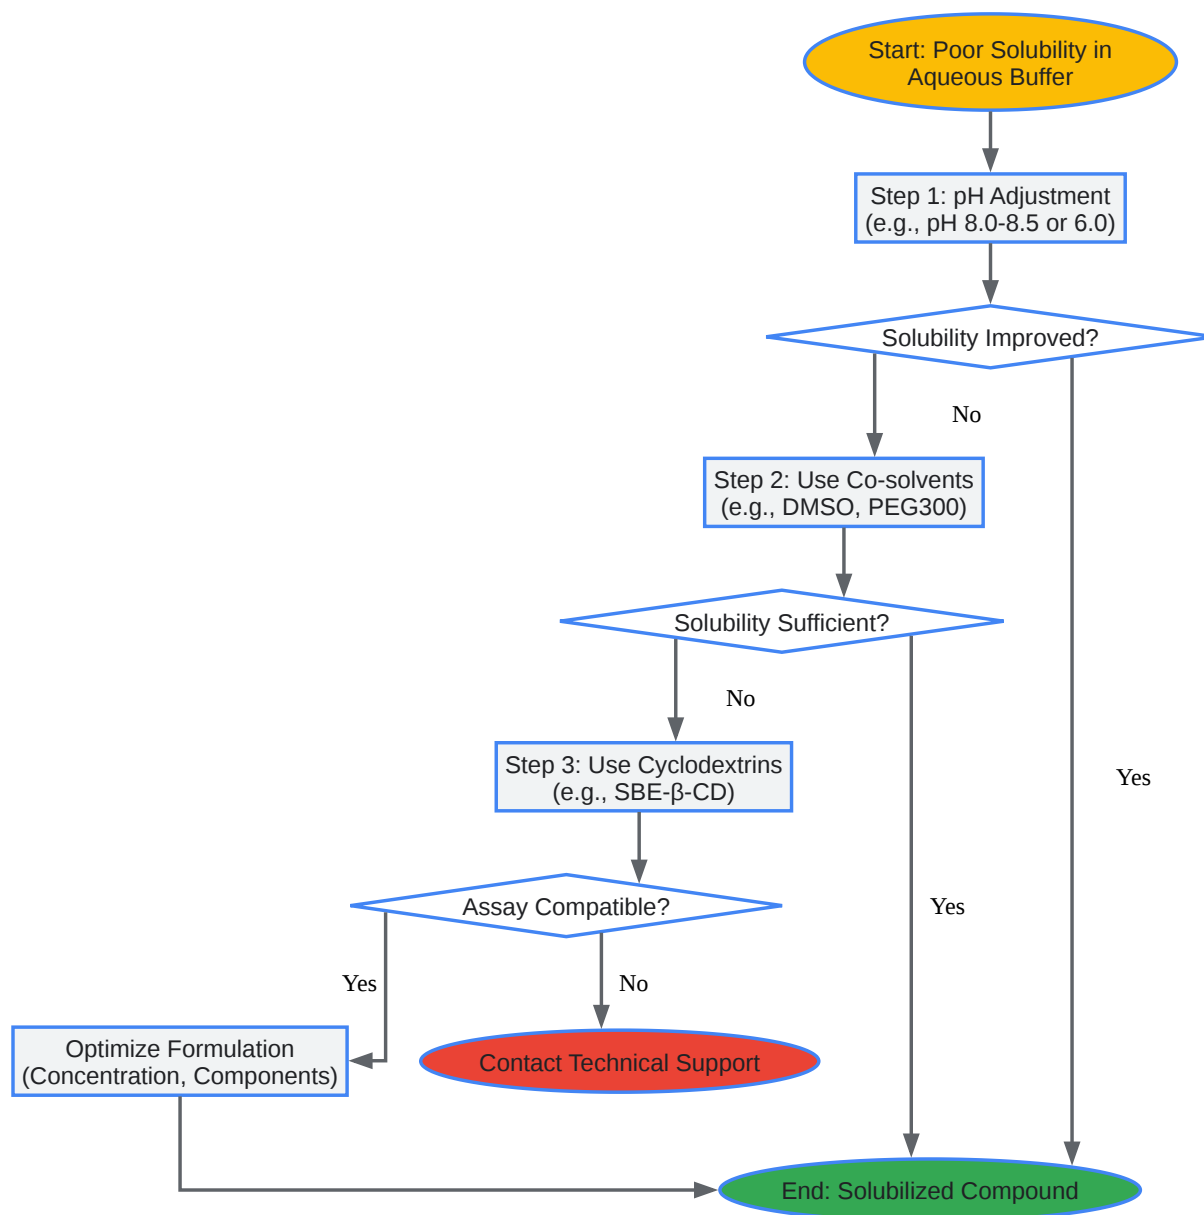 Start: Poor Solubility in
Aqueous Buffer
Step 1: pH Adjustment
(e.g., pH 8.0-8.5 or 6.0)
Solubility Improved?
No
Step 2: Use Co-solvents
(e.g., DMSO, PEG300)
Solubility Sufficient?
No
Yes
Step 3: Use Cyclodextrins
(e.g., SBE-β-CD)
Assay Compatible?
Yes
Yes
No
Optimize Formulation
(Concentration, Components)
Contact Technical Support
End: Solubilized Compound